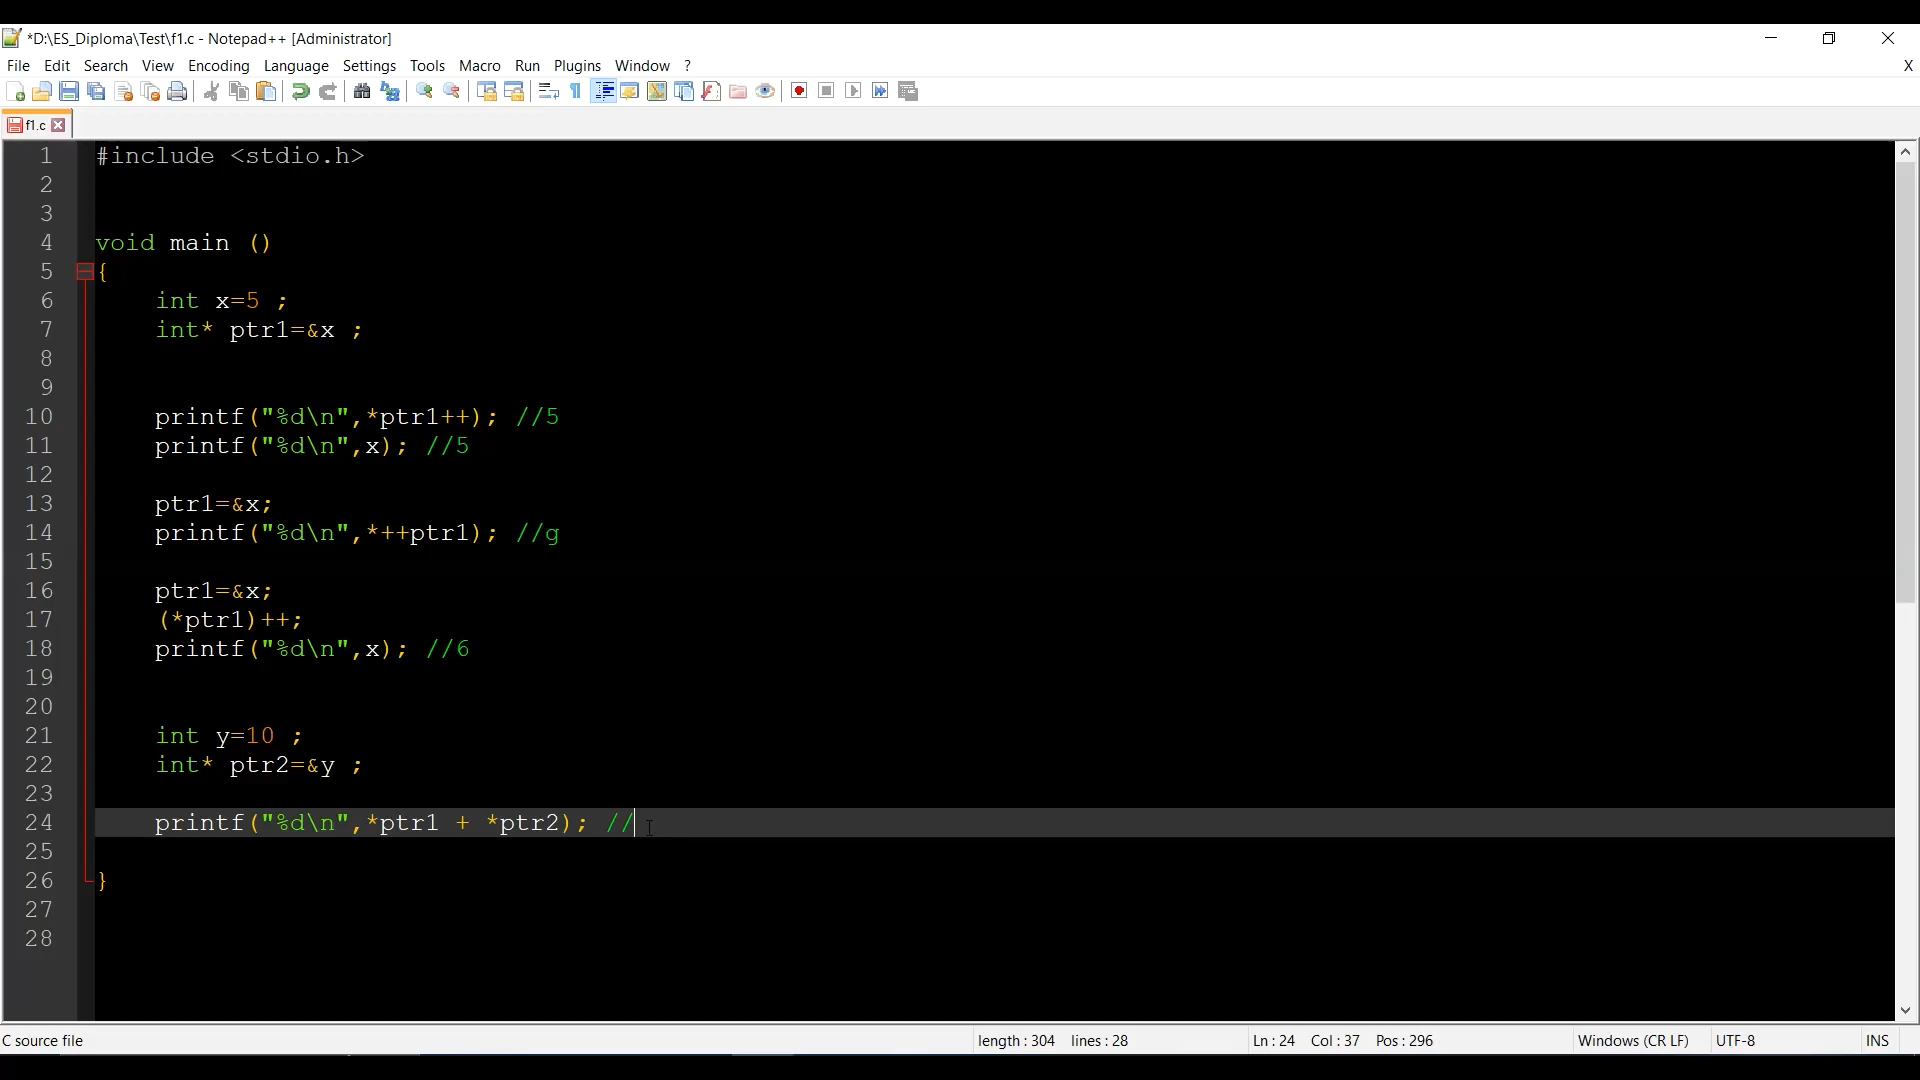 *D:\ES_Diploma\Test\f1.c - Notepad++ [Administrator]
File Edit Search View Encoding Language Settings Tools Macro Run Plugins Window ? X
f1.c
1 #include <stdio.h>
2
3
4 void main ()
5 {
6 int x=5 ;
7 int* ptr1=&x ;
8
9
10 printf("%d\n",*ptr1++); //5
11 printf("%d\n",x); //5
12
13 ptr1=&x;
14 printf("%d\n",*++ptr1); //g
15
16 ptr1=&x;
17 (*ptr1)++;
18 printf("%d\n",x); //6
19
20
21 int y=10 ;
22 int* ptr2=&y ;
23
24 printf("%d\n",*ptr1 + *ptr2); //
25
26 }
27
28
C source file length : 304 lines : 28 Ln : 24 Col : 37 Pos : 296 Windows (CR LF) UTF-8 INS